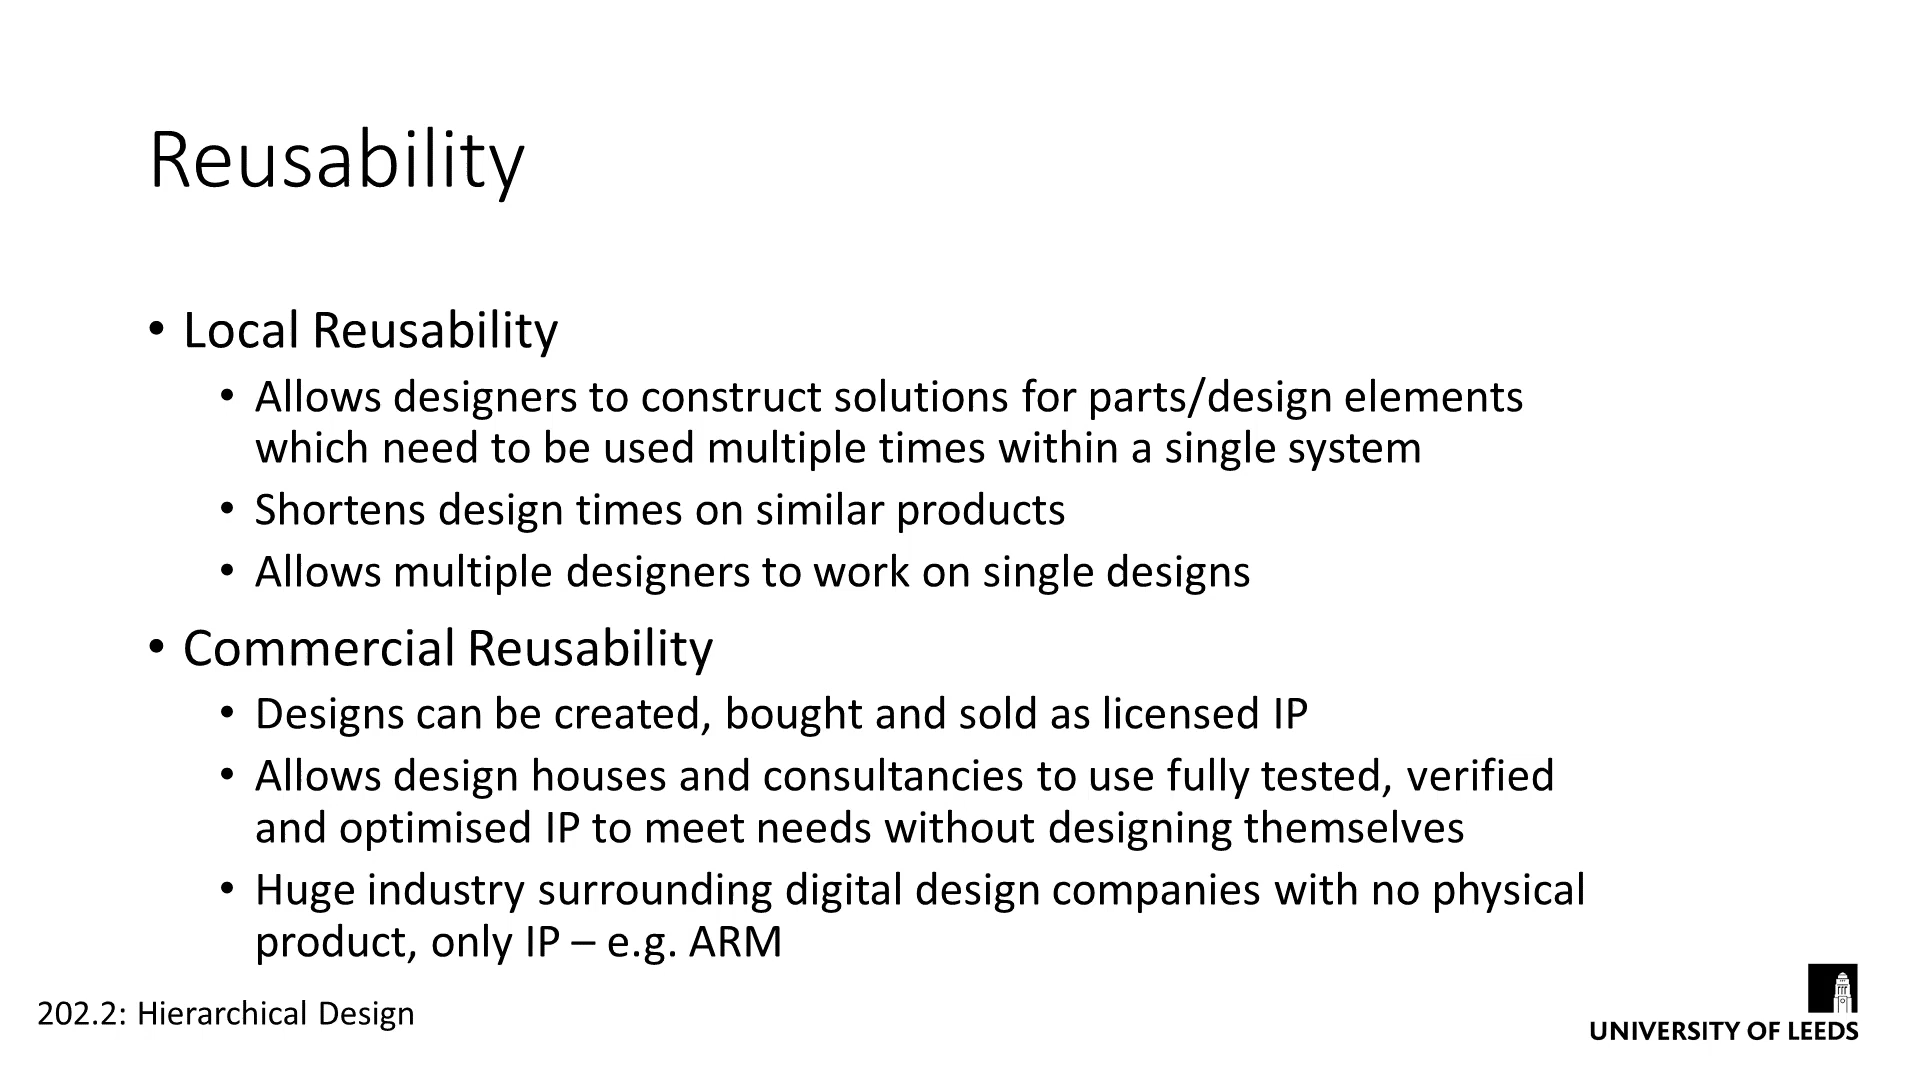 Reusability
• Local Reusability
• Allows designers to construct solutions for parts/design elements
which need to be used multiple times within a single system
• Shortens design times on similar products
• Allows multiple designers to work on single designs
• Commercial Reusability
• Designs can be created, bought and sold as licensed IP
• Allows design houses and consultancies to use fully tested, verified
and optimised IP to meet needs without designing themselves
• Huge industry surrounding digital design companies with no physical
product, only IP – e.g. ARM
202.2: Hierarchical Design
UNIVERSITY OF LEEDS